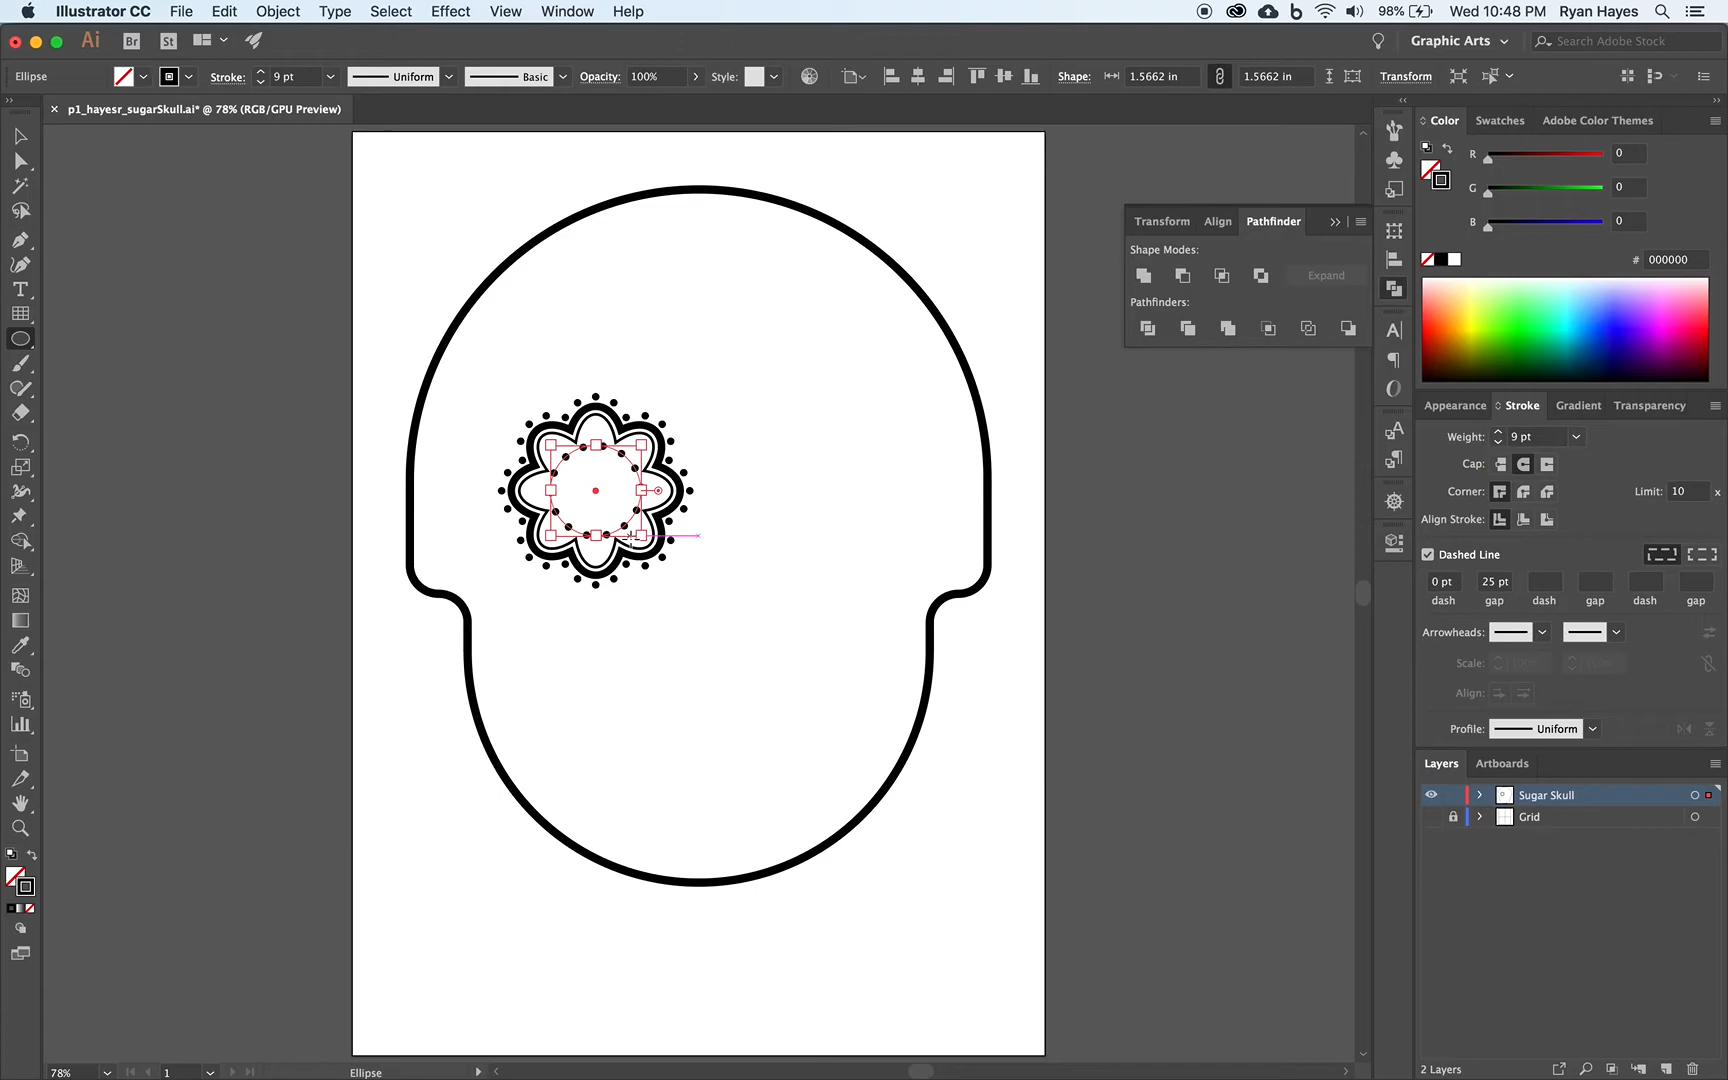 Illustrator CC File Edit Object Type Select Effect View Window Help 98% Wed 10:48 PM Ryan Hayes
Ai Br St Graphic Arts Search Adobe Stock
Ellipse Stroke: 9 pt Uniform Basic Opacity: 100% Style: Shape: 1.5662 in 1.5662 in Transform
p1_hayesr_sugarSkull.ai* @ 78% (RGB/GPU Preview)
Color Swatches Adobe Color Themes
R 0
G 0
B 0
# 000000
Transform Align Pathfinder
Shape Modes:
Expand
Pathfinders:
Appearance Stroke Gradient Transparency
Weight: 9 pt
Cap:
Corner: Limit: 10 x
Align Stroke:
Dashed Line
0 pt 25 pt
dash gap dash gap dash gap
Arrowheads:
Scale:
Align:
Profile: Uniform
Layers Artboards
Sugar Skull
Grid
2 Layers
78% 1 Ellipse